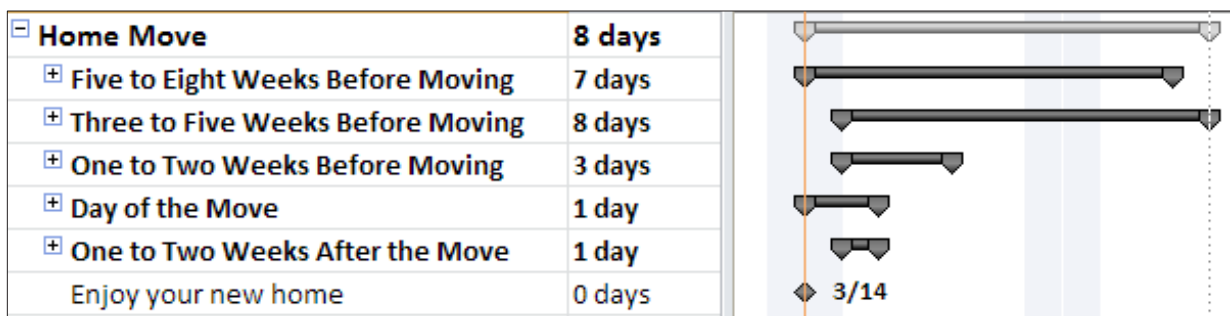 Home Move 8 days
Five to Eight Weeks Before Moving 7 days
Three to Five Weeks Before Moving 8 days
One to Two Weeks Before Moving 3 days
Day of the Move 1 day
One to Two Weeks After the Move 1 day
Enjoy your new home 0 days 3/14